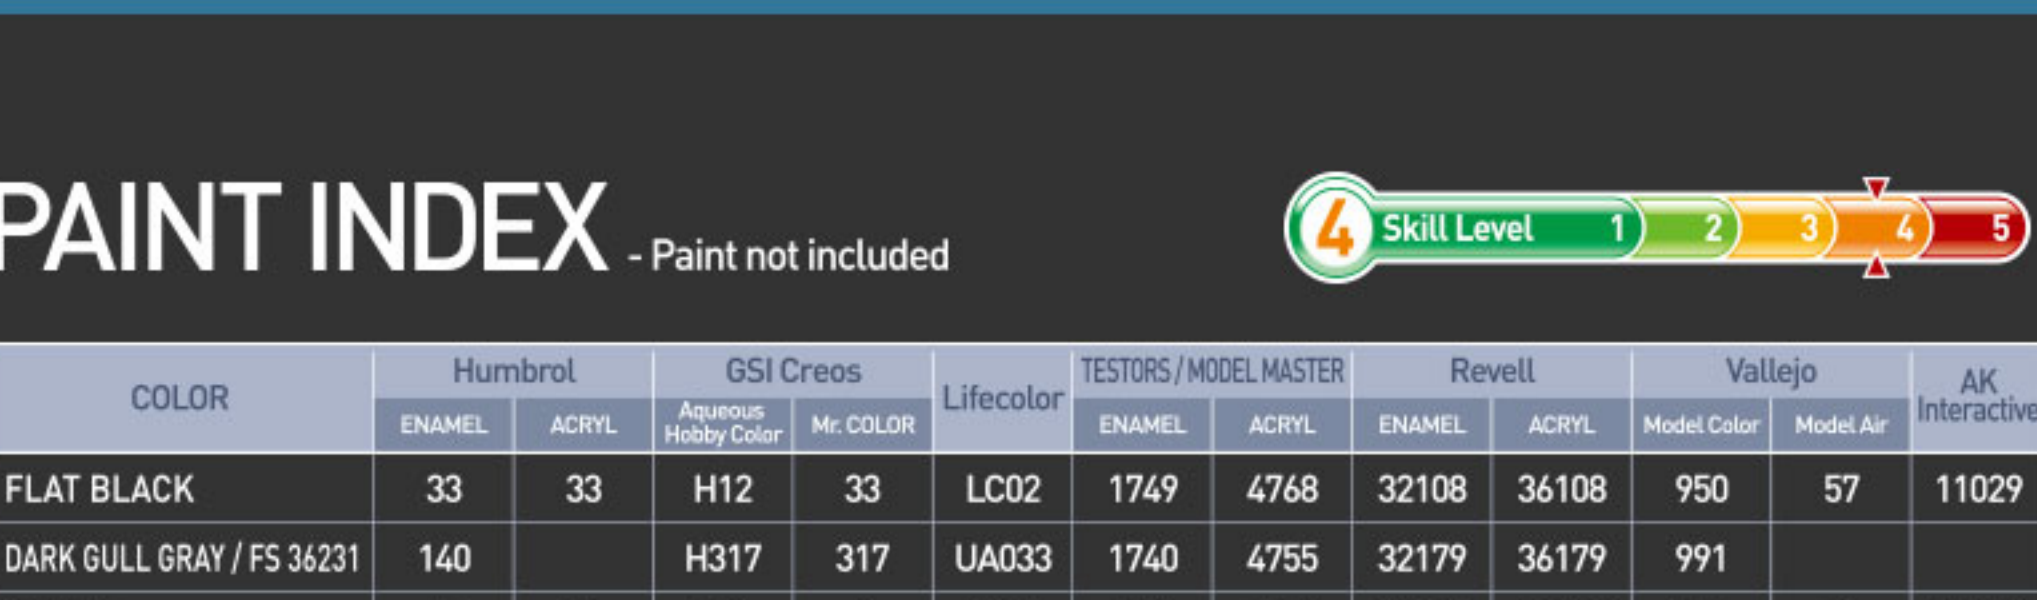 PAINT INDEX - Paint not included
4 Skill Level 1 2 3 4 5
COLOR Humbrol GSI Creos Lifecolor TESTORS / MODEL MASTER Revell Vallejo AK Interactive
ENAMEL ACRYL Aqueous Hobby Color Mr. COLOR ENAMEL ACRYL ENAMEL ACRYL Model Color Model Air
FLAT BLACK 33 33 H12 33 LC02 1749 4768 32108 36108 950 57 11029
DARK GULL GRAY / FS 36231 140 H317 317 UA033 1740 4755 32179 36179 991